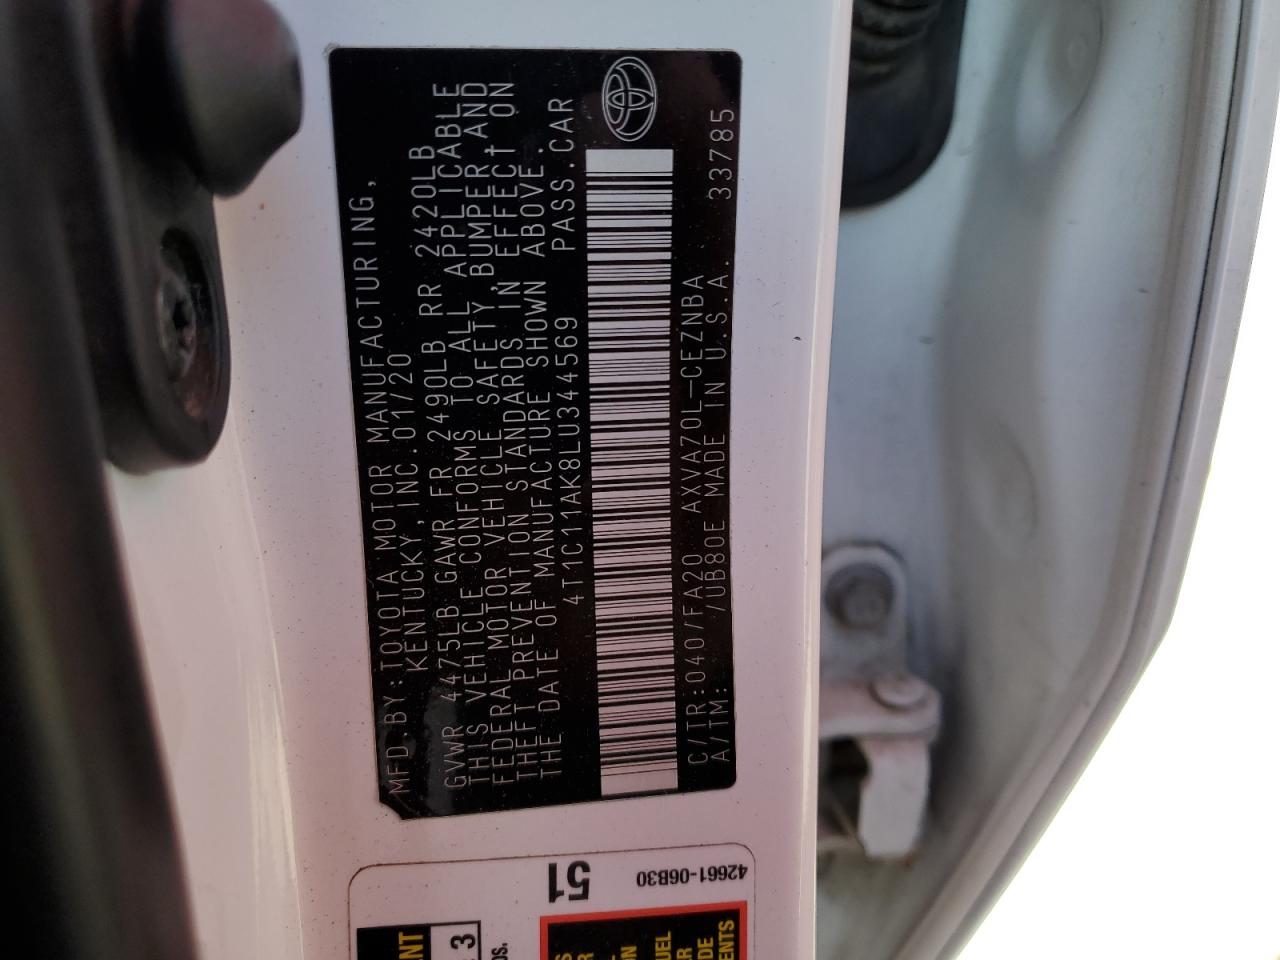 MFD.BY:TOYOTA MOTOR MANUFACTURING,
KENTUCKY,INC.01/20
GVWR 4475LB GAWR FR 2490LB RR 2420LB
THIS VEHICLE CONFORMS TO ALL APPLICABLE
FEDERAL MOTOR VEHICLE SAFETY,BUMPER,AND
THEFT PREVENTION STANDARDS IN EFFECT ON
THE DATE OF MANUFACTURE SHOWN ABOVE.
4T1C11AK8LU344569 PASS.CAR
C/TR:040/FA20 AXVA70L-CEZNBA
A/TM: /UB80E MADE IN U.S.A. 33785
51
42661-06B30
3